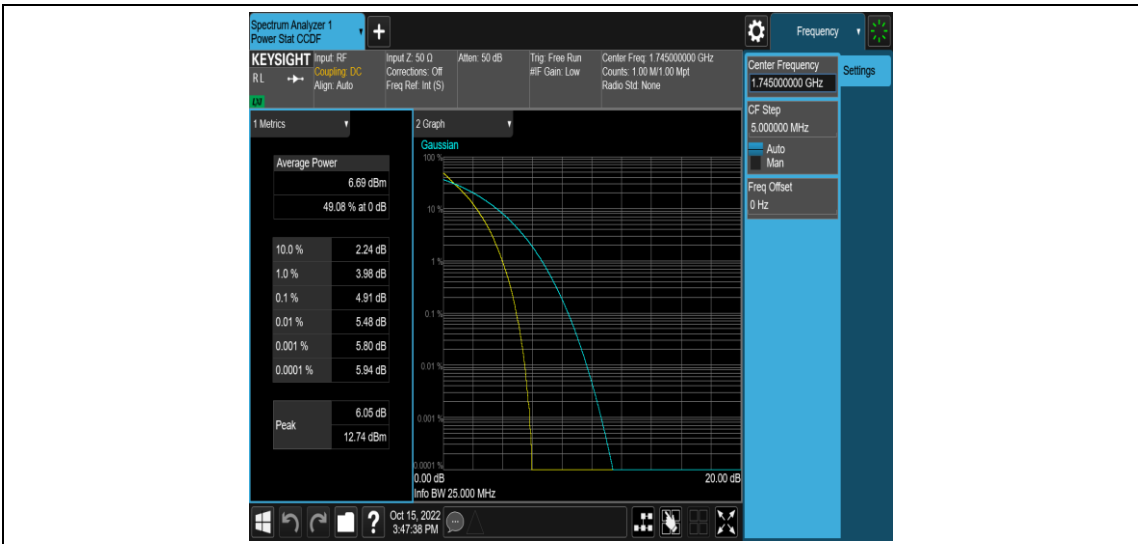 Spectrum Analyzer 1
Power Stat CCDF
+
Frequency
KEYSIGHT
RL
LXI
Input: RF
Coupling: DC
Align: Auto
Input Z: 50 Ω
Corrections: Off
Freq Ref: Int (S)
Atten: 50 dB
Trig: Free Run
#IF Gain: Low
Center Freq: 1.745000000 GHz
Counts: 1.00 M/1.00 Mpt
Radio Std: None
Center Frequency
1.745000000 GHz
Settings
CF Step
5.000000 MHz
Auto
Man
Freq Offset
0 Hz
1 Metrics
Average Power
6.69 dBm
49.08 % at 0 dB
10.0 % 2.24 dB
1.0 % 3.98 dB
0.1 % 4.91 dB
0.01 % 5.48 dB
0.001 % 5.80 dB
0.0001 % 5.94 dB
Peak
6.05 dB
12.74 dBm
2 Graph
Gaussian
100 %
10 %
1 %
0.1 %
0.01 %
0.001 %
0.0001 %
0.00 dB 20.00 dB
Info BW 25.000 MHz
?
Oct 15, 2022
3:47:38 PM